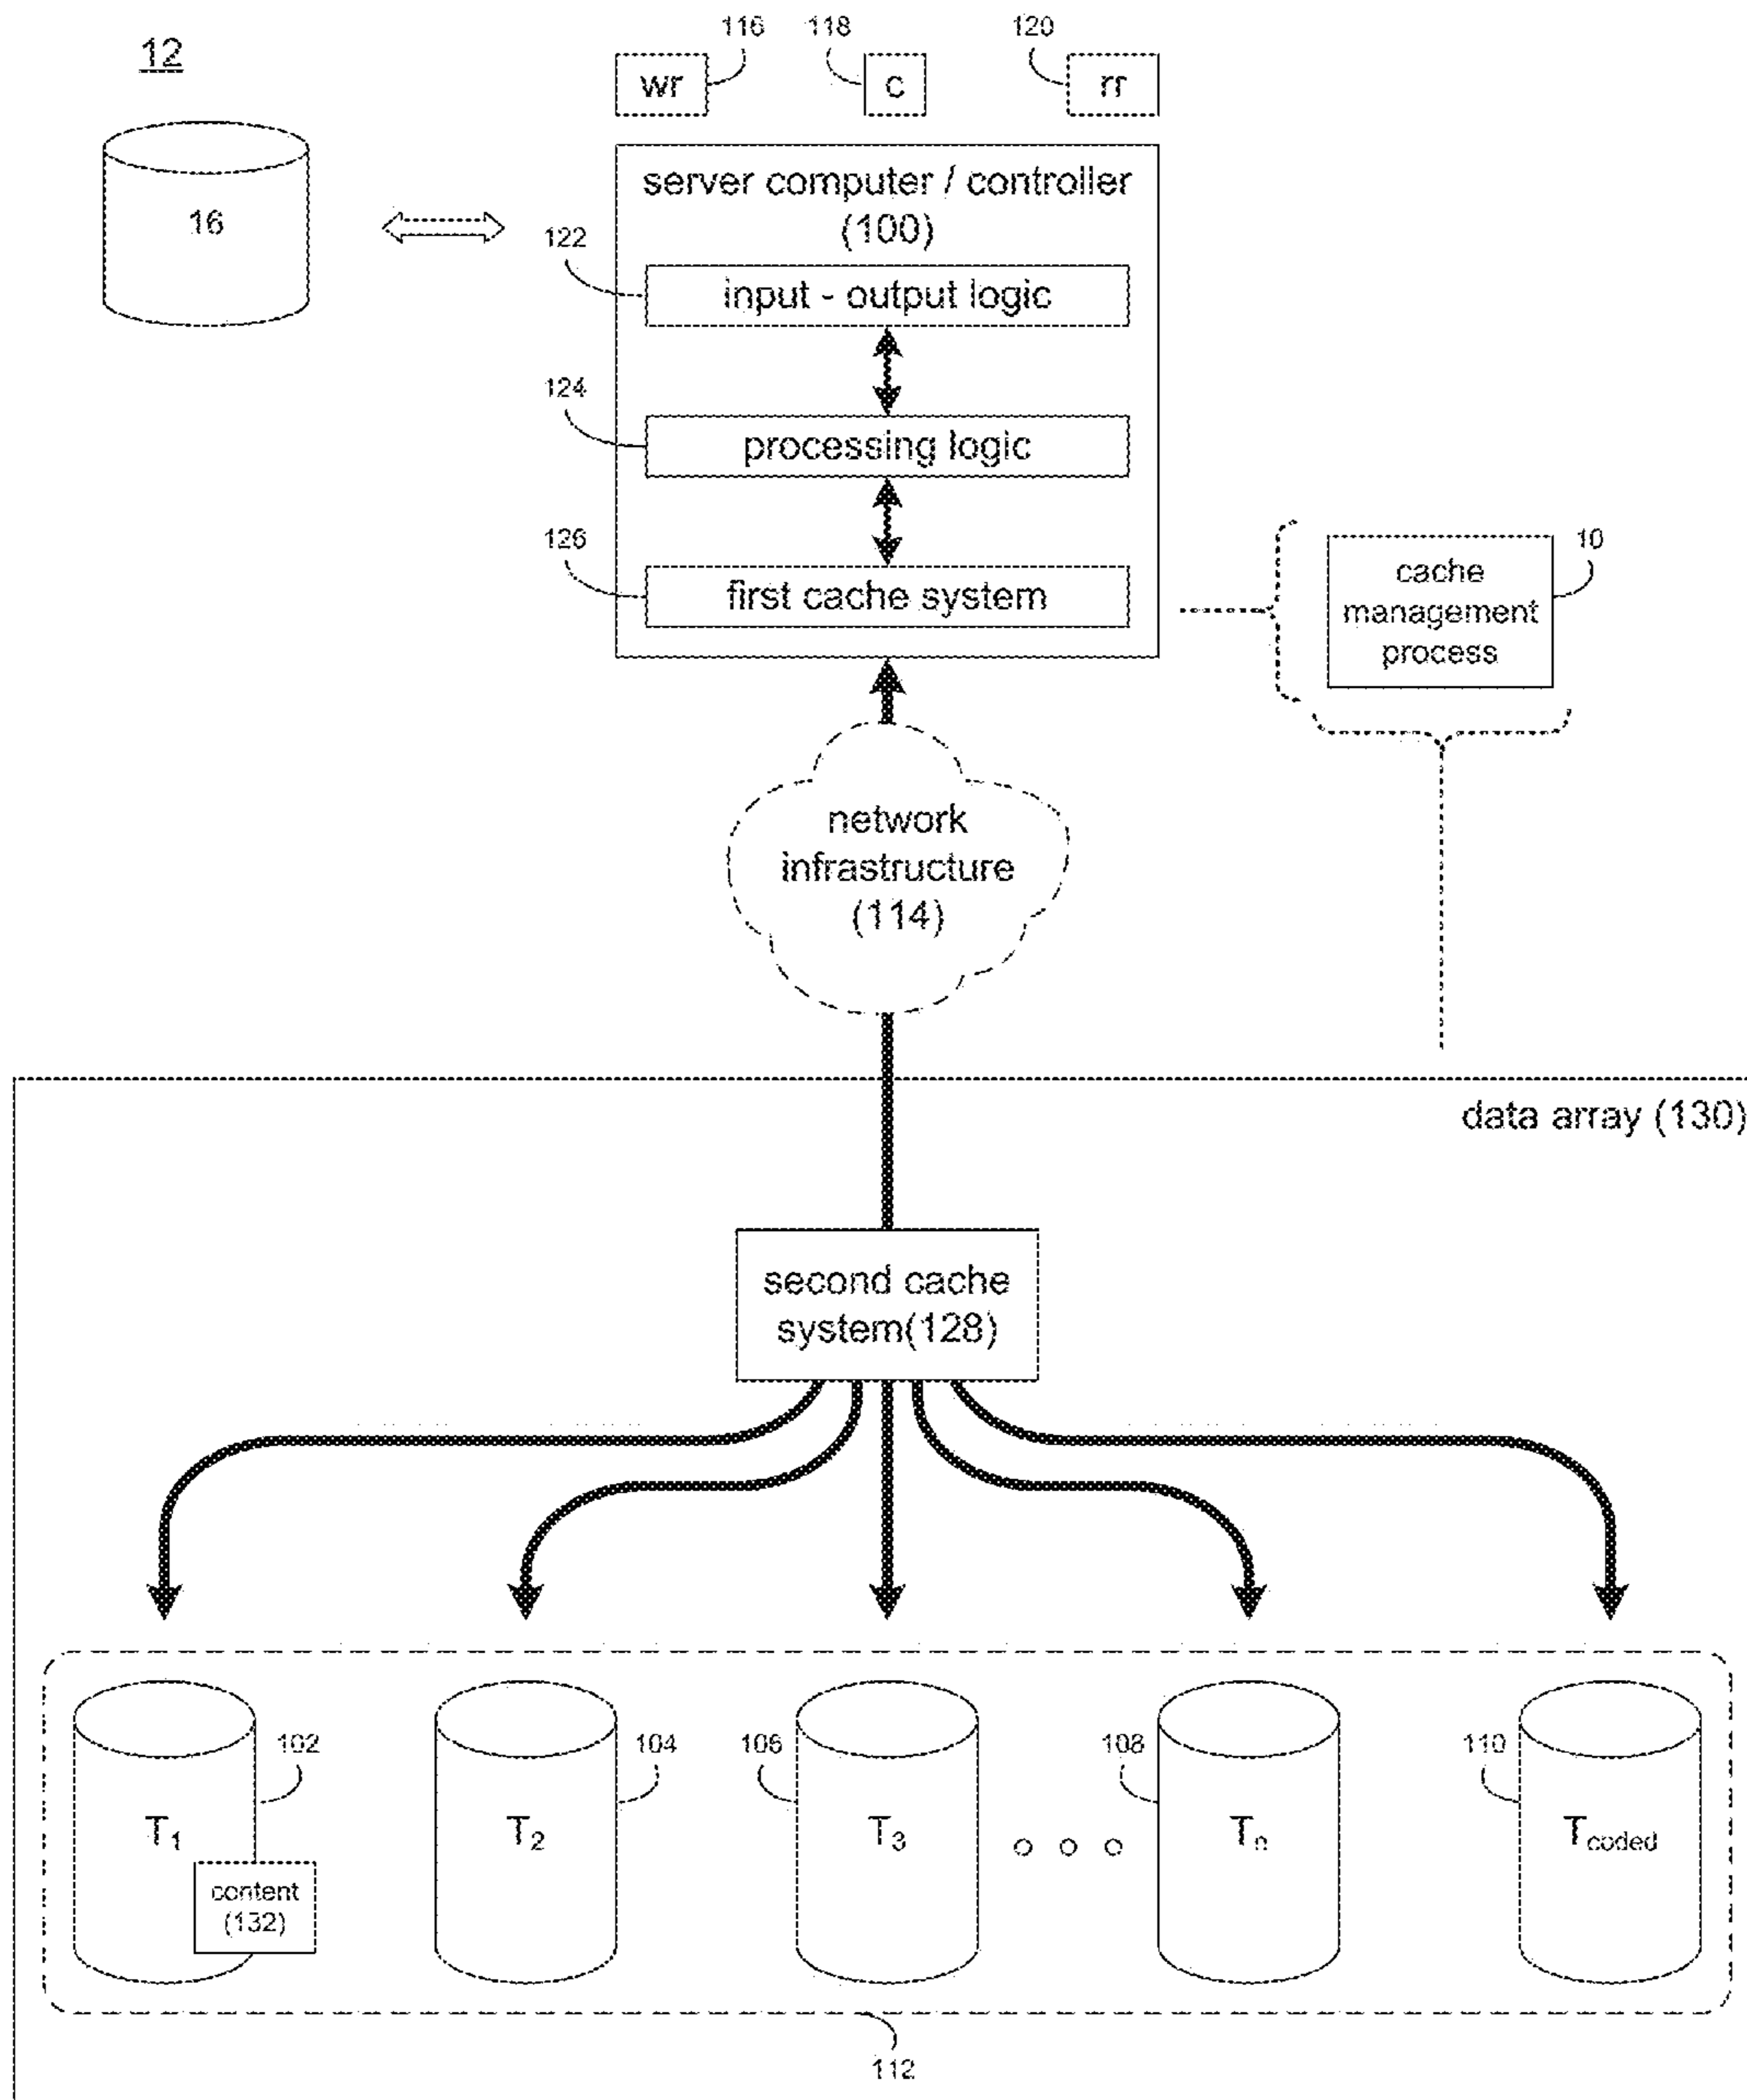 12
116
118
120
wr
c
rr
16
server computer / controller
(100)
122
input - output logic
124
processing logic
126
first cache system
10
cache
management
process
network
infrastructure
(114)
data array (130)
second cache
system(128)
102
104
106
108
110
T1
T2
T3
Tn
Tcoded
content
(132)
112